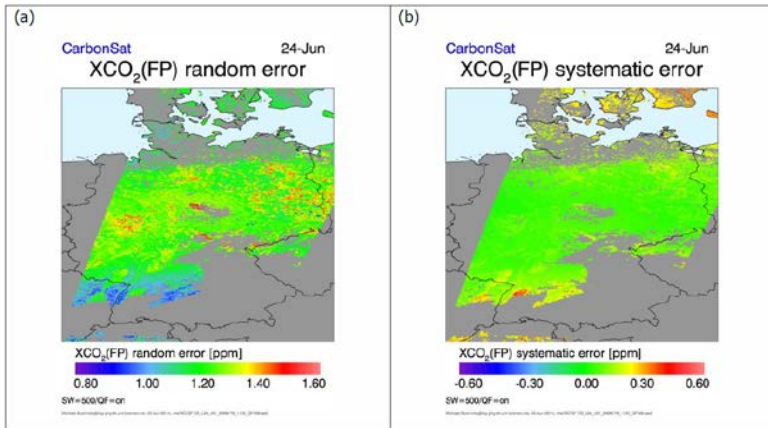 (a)
CarbonSat 24-Jun
XCO₂(FP) random error
XCO₂(FP) random error [ppm]
0.80 1.00 1.20 1.40 1.60
SW=500/QF=on
(b)
CarbonSat 24-Jun
XCO₂(FP) systematic error
XCO₂(FP) systematic error [ppm]
-0.60 -0.30 0.00 0.30 0.60
SW=500/QF=on